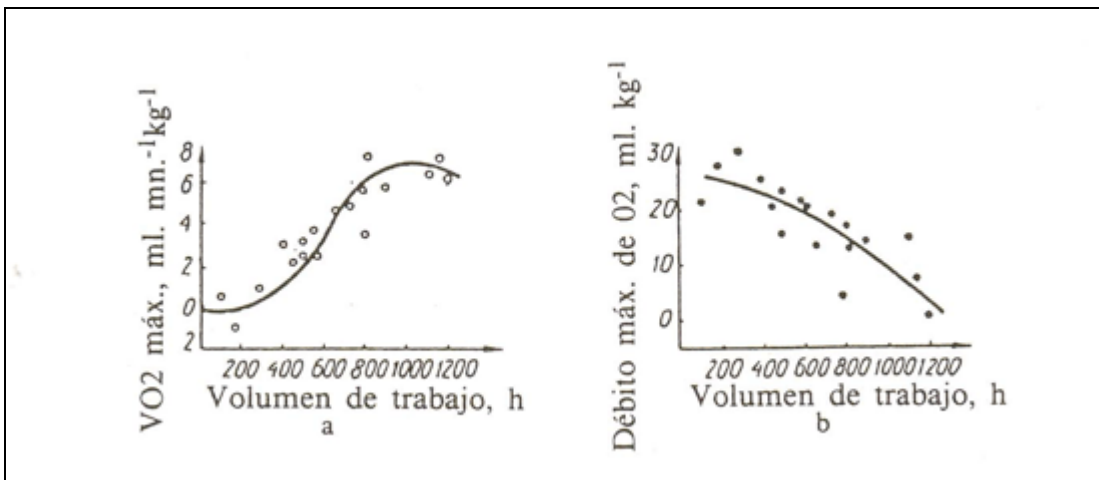 VO2 máx., ml. mn.⁻¹kg⁻¹
8
6
4
2
0
2
200 400 600 800 1000 1200
Volumen de trabajo, h
a
Débito máx. de 02, ml. kg⁻¹
30
20
10
0
200 400 600 800 1000 1200
Volumen de trabajo, h
b